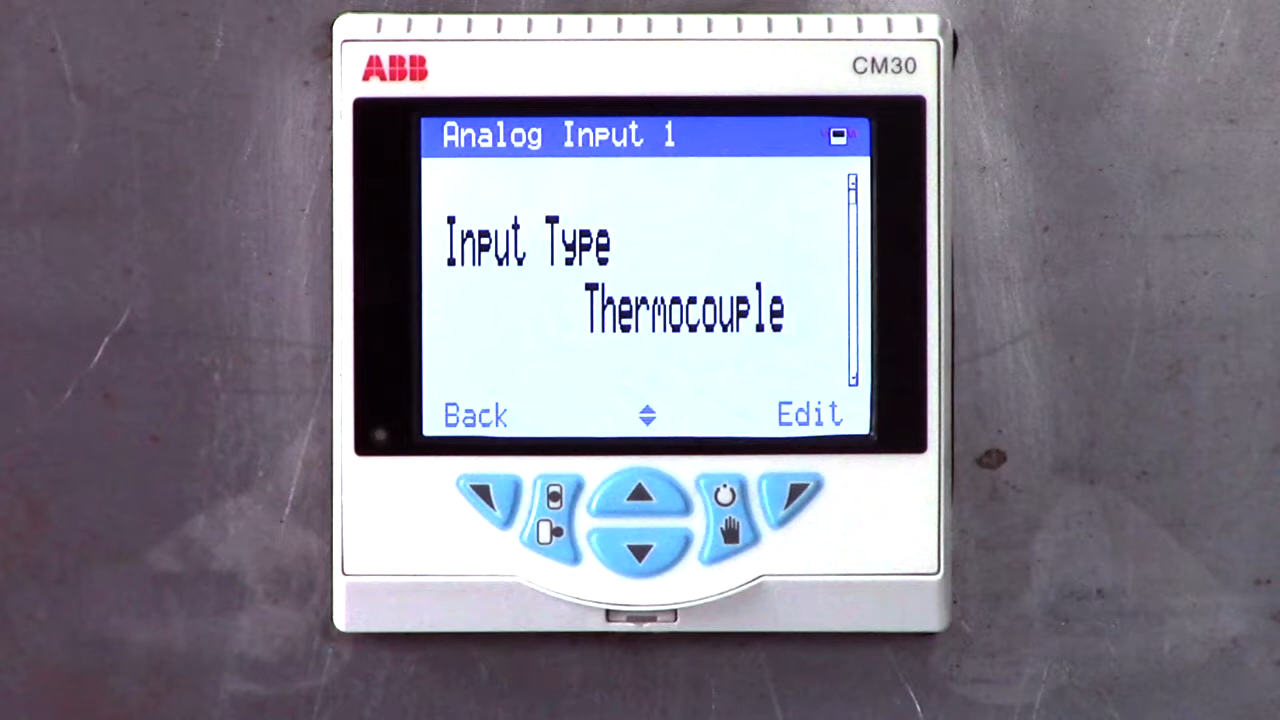 ABB
CM30
Analog Input 1
Input Type
Thermocouple
Back
Edit